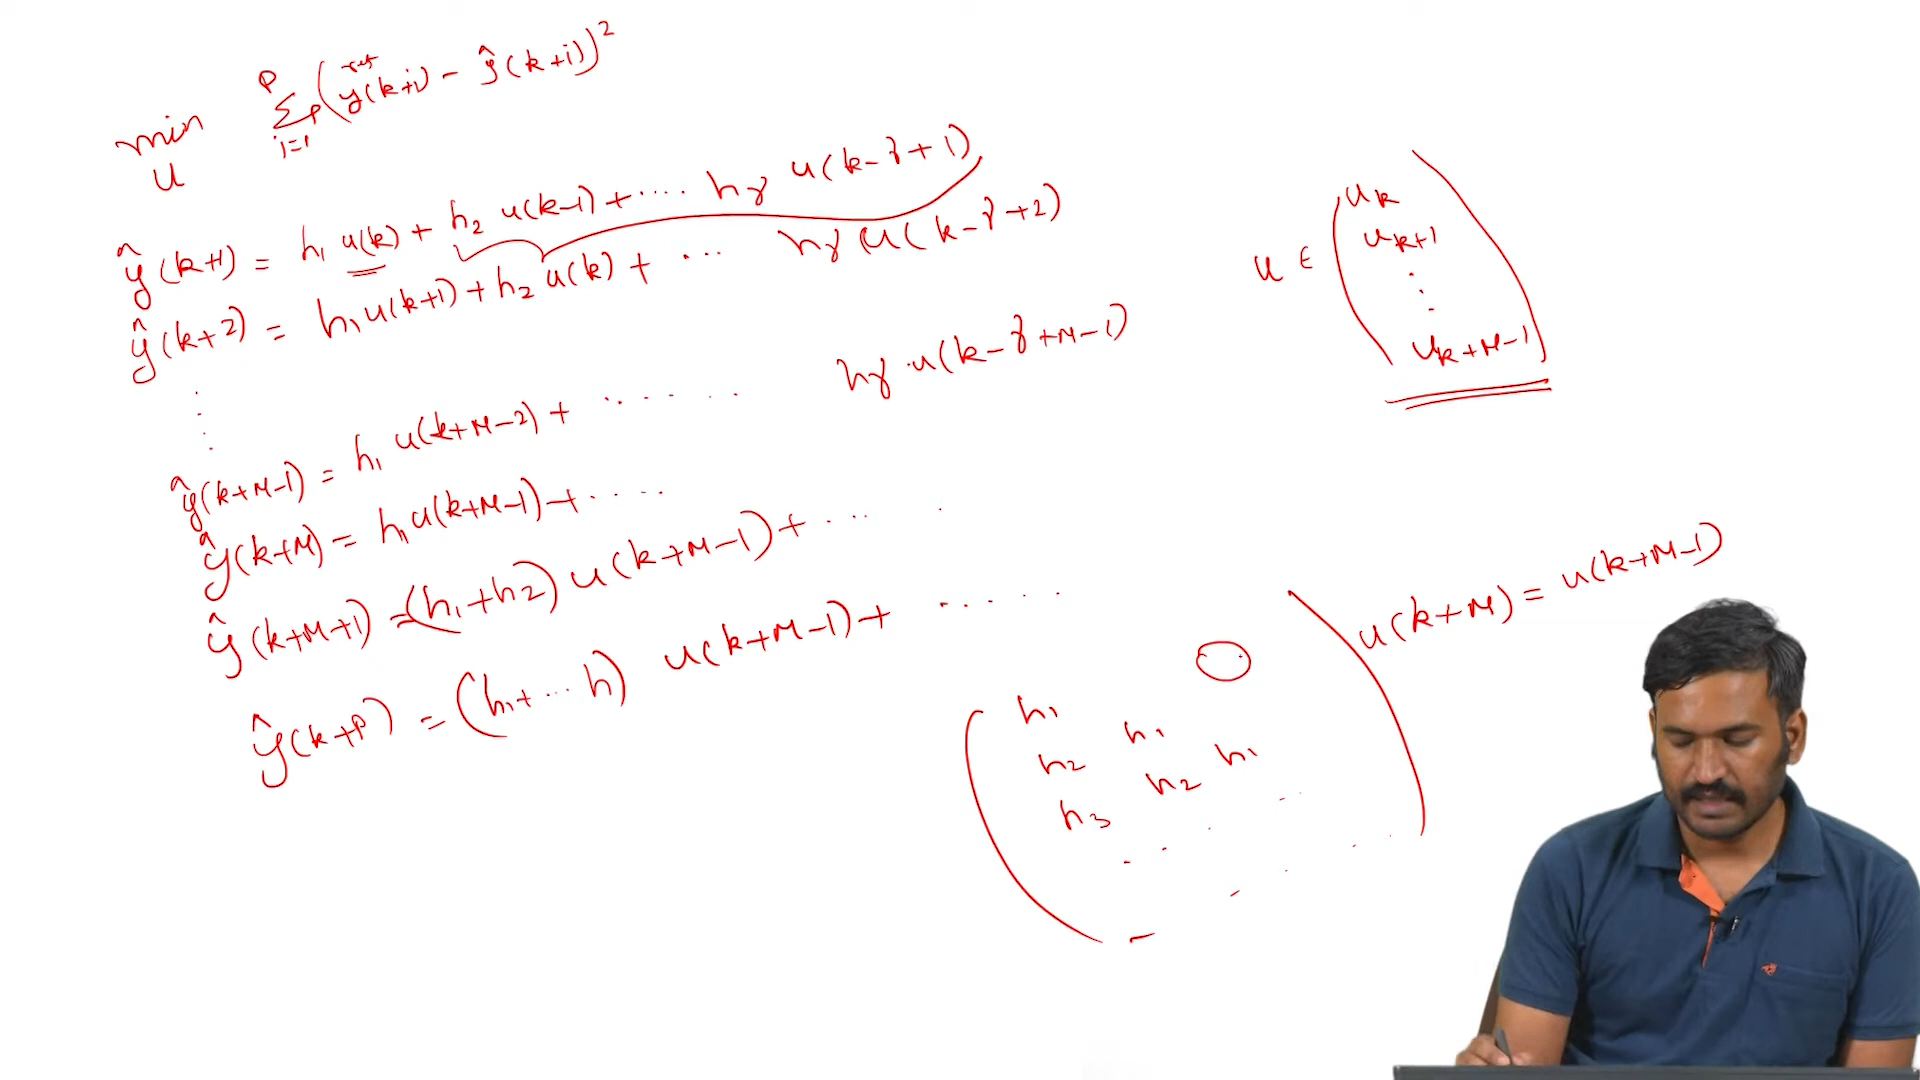 min Σ_{i=1}^{P} (y^{ref}(k+i) - ŷ(k+i))²
u
ŷ(k+1) = h₁ u(k) + h₂ u(k-1) + .... h_γ u(k-γ+1)
ŷ(k+2) = h₁ u(k+1) + h₂ u(k) + ... h_γ u(k-γ+2)
ŷ(k+M-1) = h₁ u(k+M-2) + ...... h_γ u(k-γ+M-1)
ŷ(k+M) = h₁ u(k+M-1) + ....
ŷ(k+M+1) = (h₁+h₂) u(k+M-1) + ...
ŷ(k+P) = (h₁+...h) u(k+M-1) + .....
u ∈
u_k
u_{k+1}
u_{k+M-1}
u(k+M) = u(k+M-1)
h₁ 0
h₂ h₁
h₃ h₂ h₁